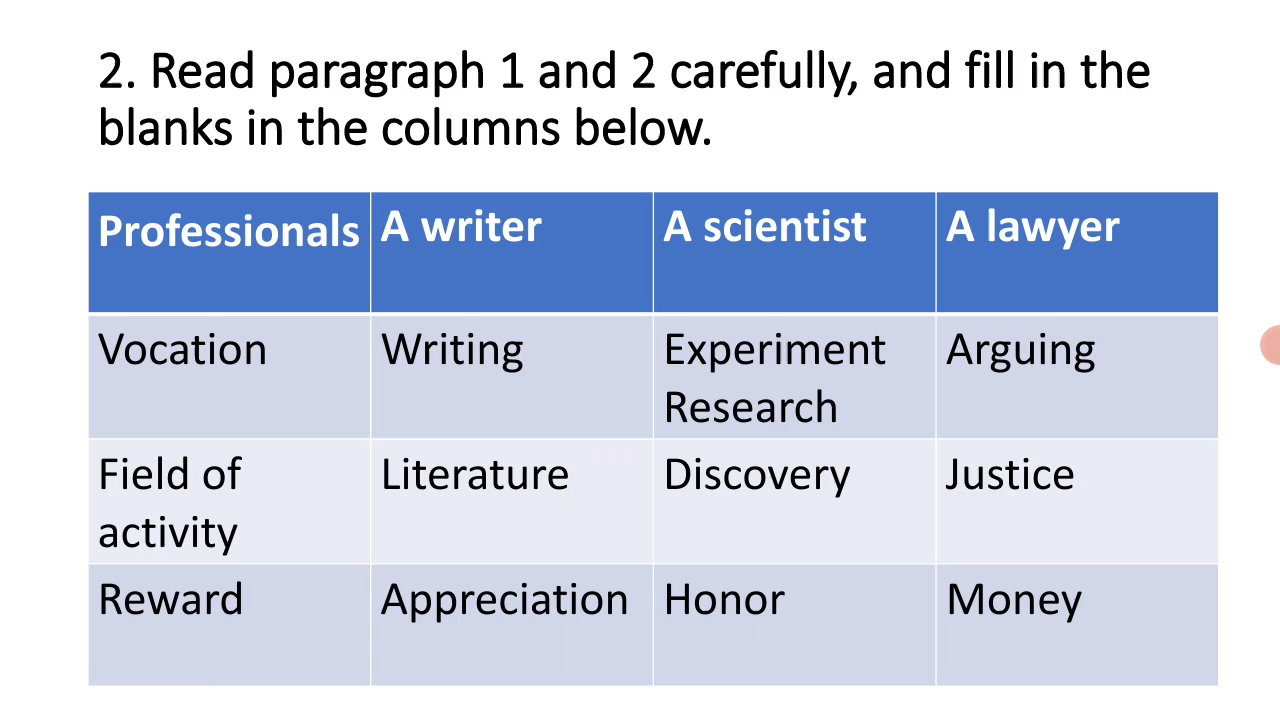 2. Read paragraph 1 and 2 carefully, and fill in the
blanks in the columns below.
Professionals A writer A scientist A lawyer
Vocation Writing Experiment Arguing
Research
Field of Literature Discovery Justice
activity
Reward Appreciation Honor Money